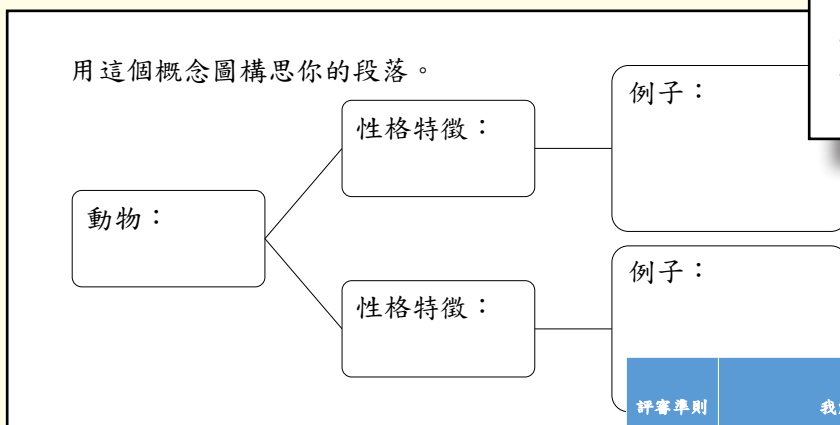 用這個概念圖構思你的段落。
例子：
性格特徵：
動物：
例子：
性格特徵：
評審準則
我